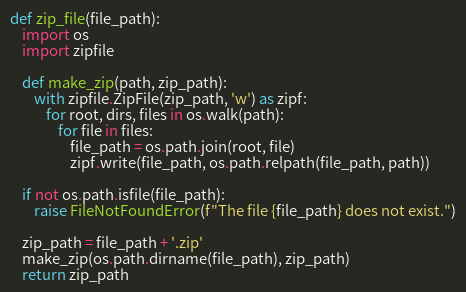 def zip_file(file_path):
    import os
    import zipfile

    def make_zip(path, zip_path):
        with zipfile.ZipFile(zip_path, 'w') as zipf:
            for root, dirs, files in os.walk(path):
                for file in files:
                    file_path = os.path.join(root, file)
                    zipf.write(file_path, os.path.relpath(file_path, path))

    if not os.path.isfile(file_path):
        raise FileNotFoundError(f"The file {file_path} does not exist.")

    zip_path = file_path + '.zip'
    make_zip(os.path.dirname(file_path), zip_path)
    return zip_path